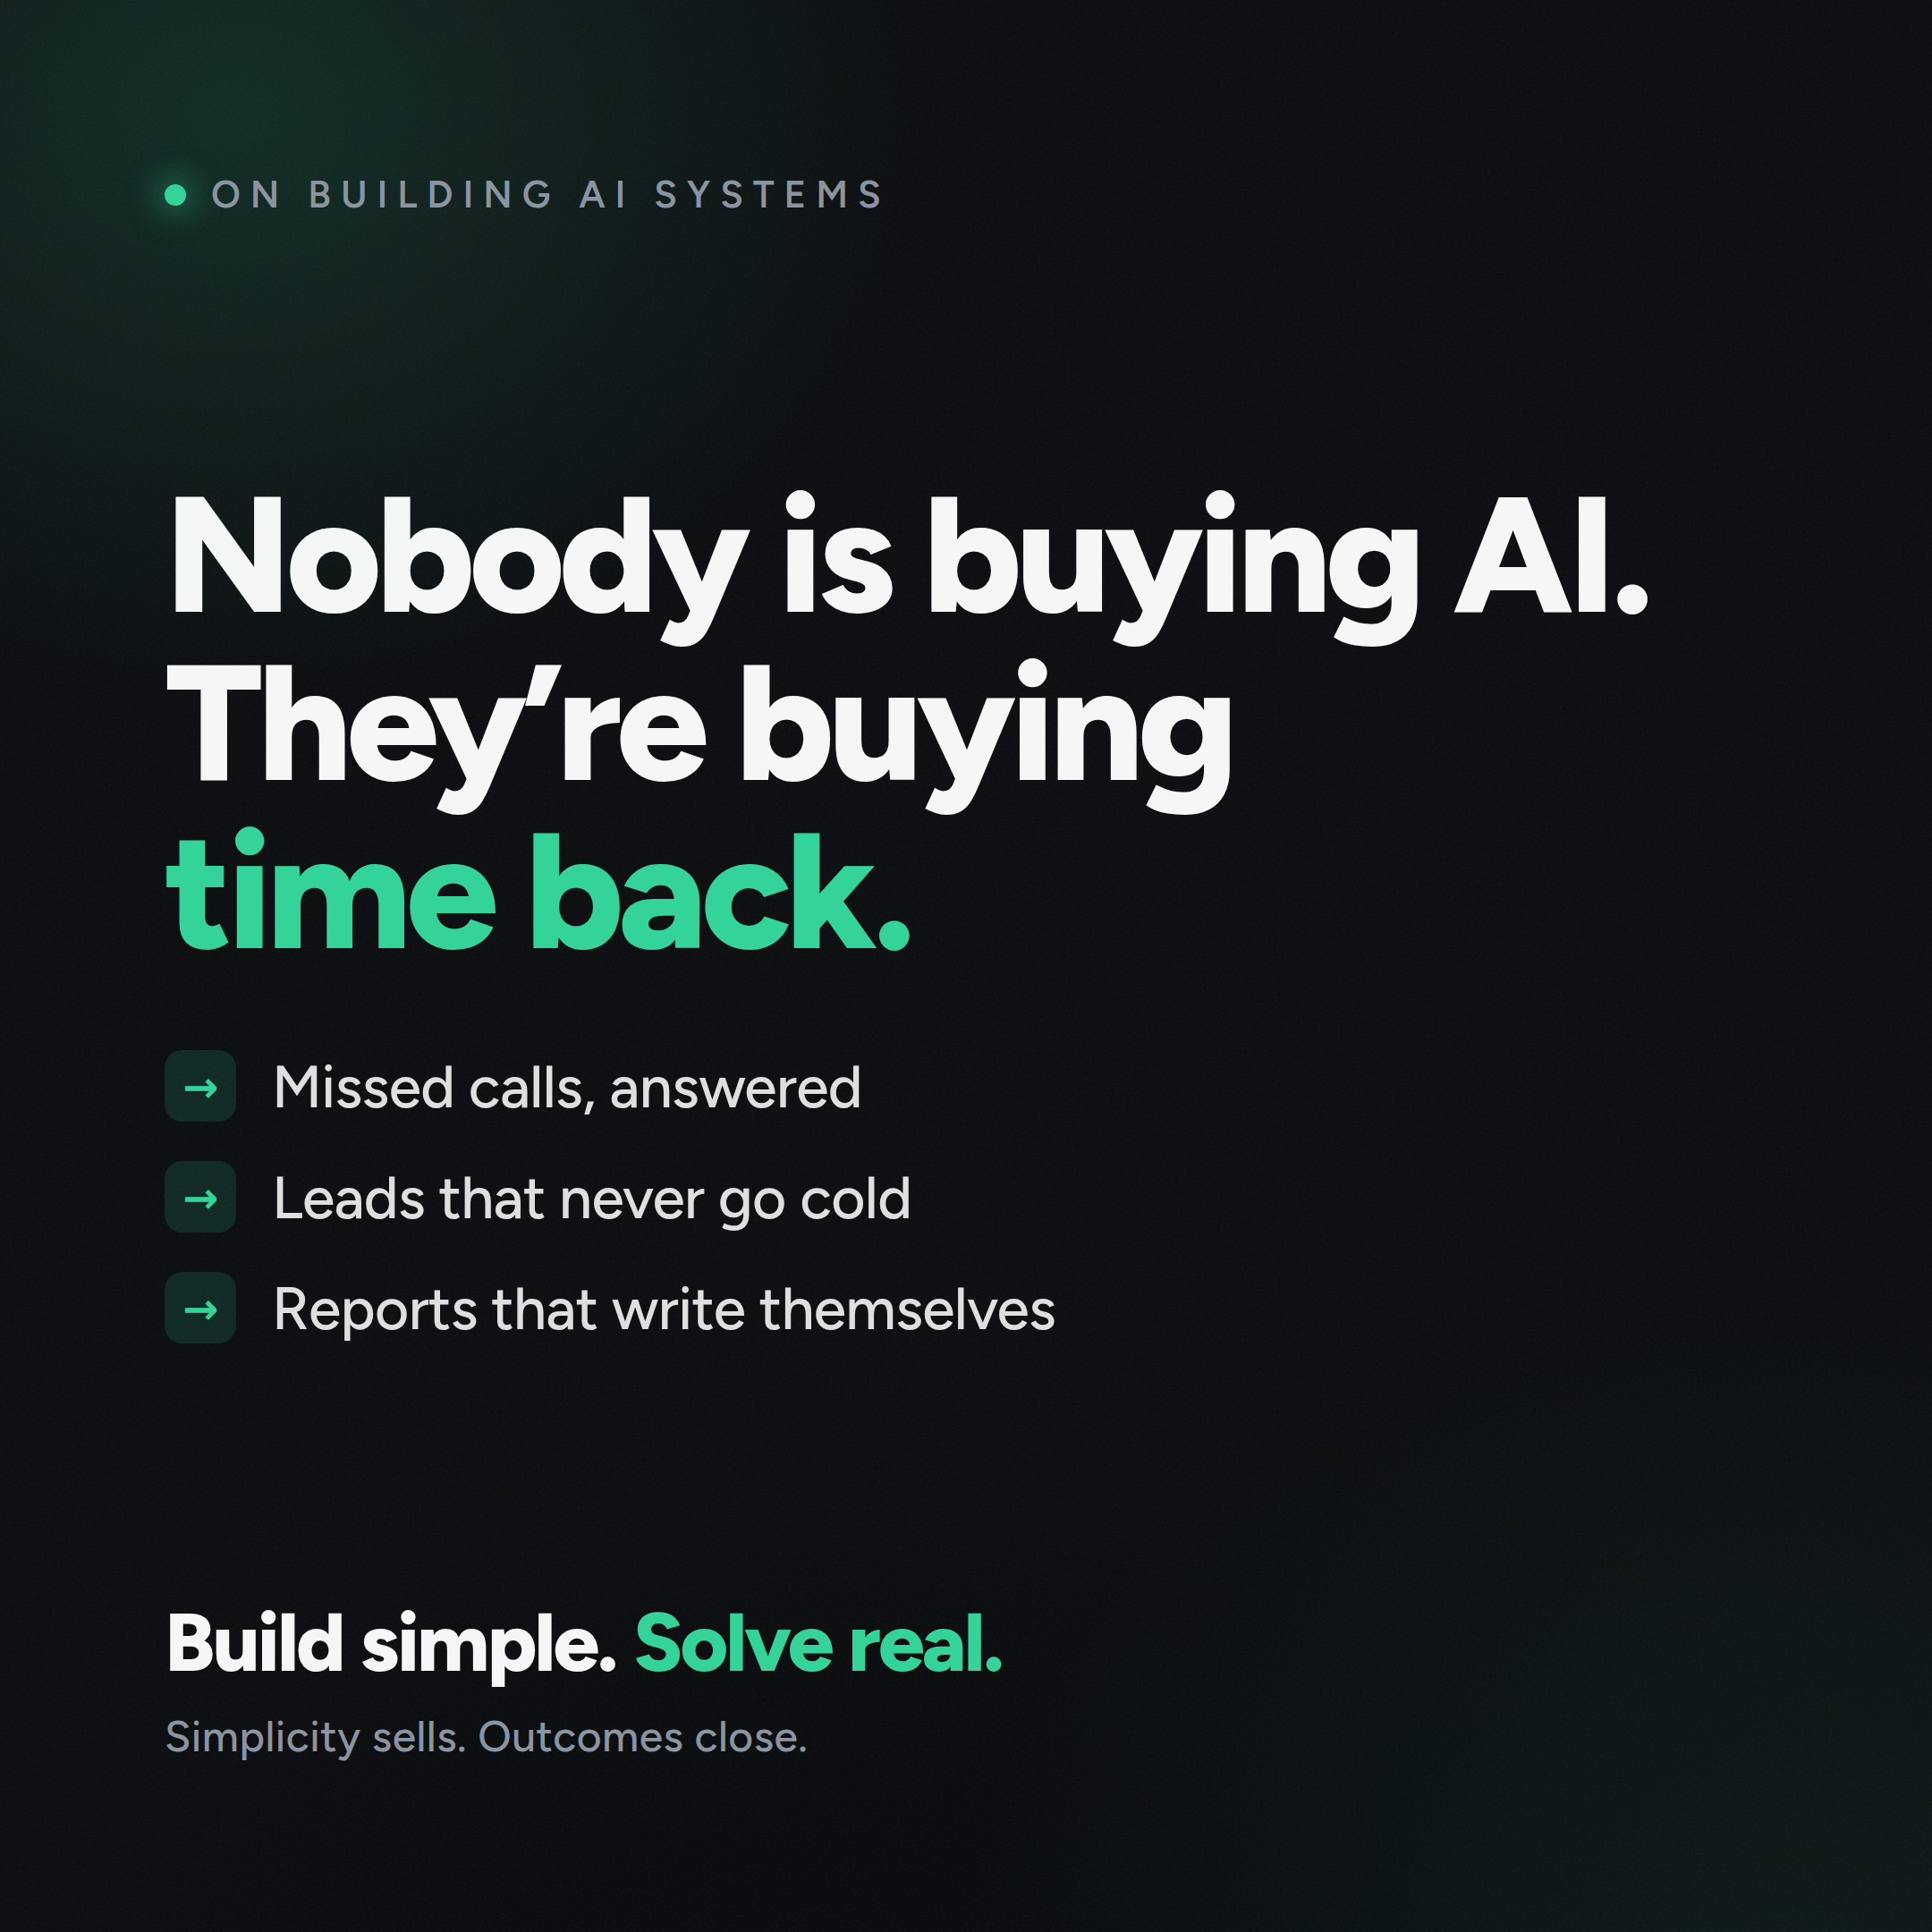 ON BUILDING AI SYSTEMS
Nobody is buying AI.
They’re buying
time back.
→ Missed calls, answered
→ Leads that never go cold
→ Reports that write themselves
Build simple. Solve real.
Simplicity sells. Outcomes close.